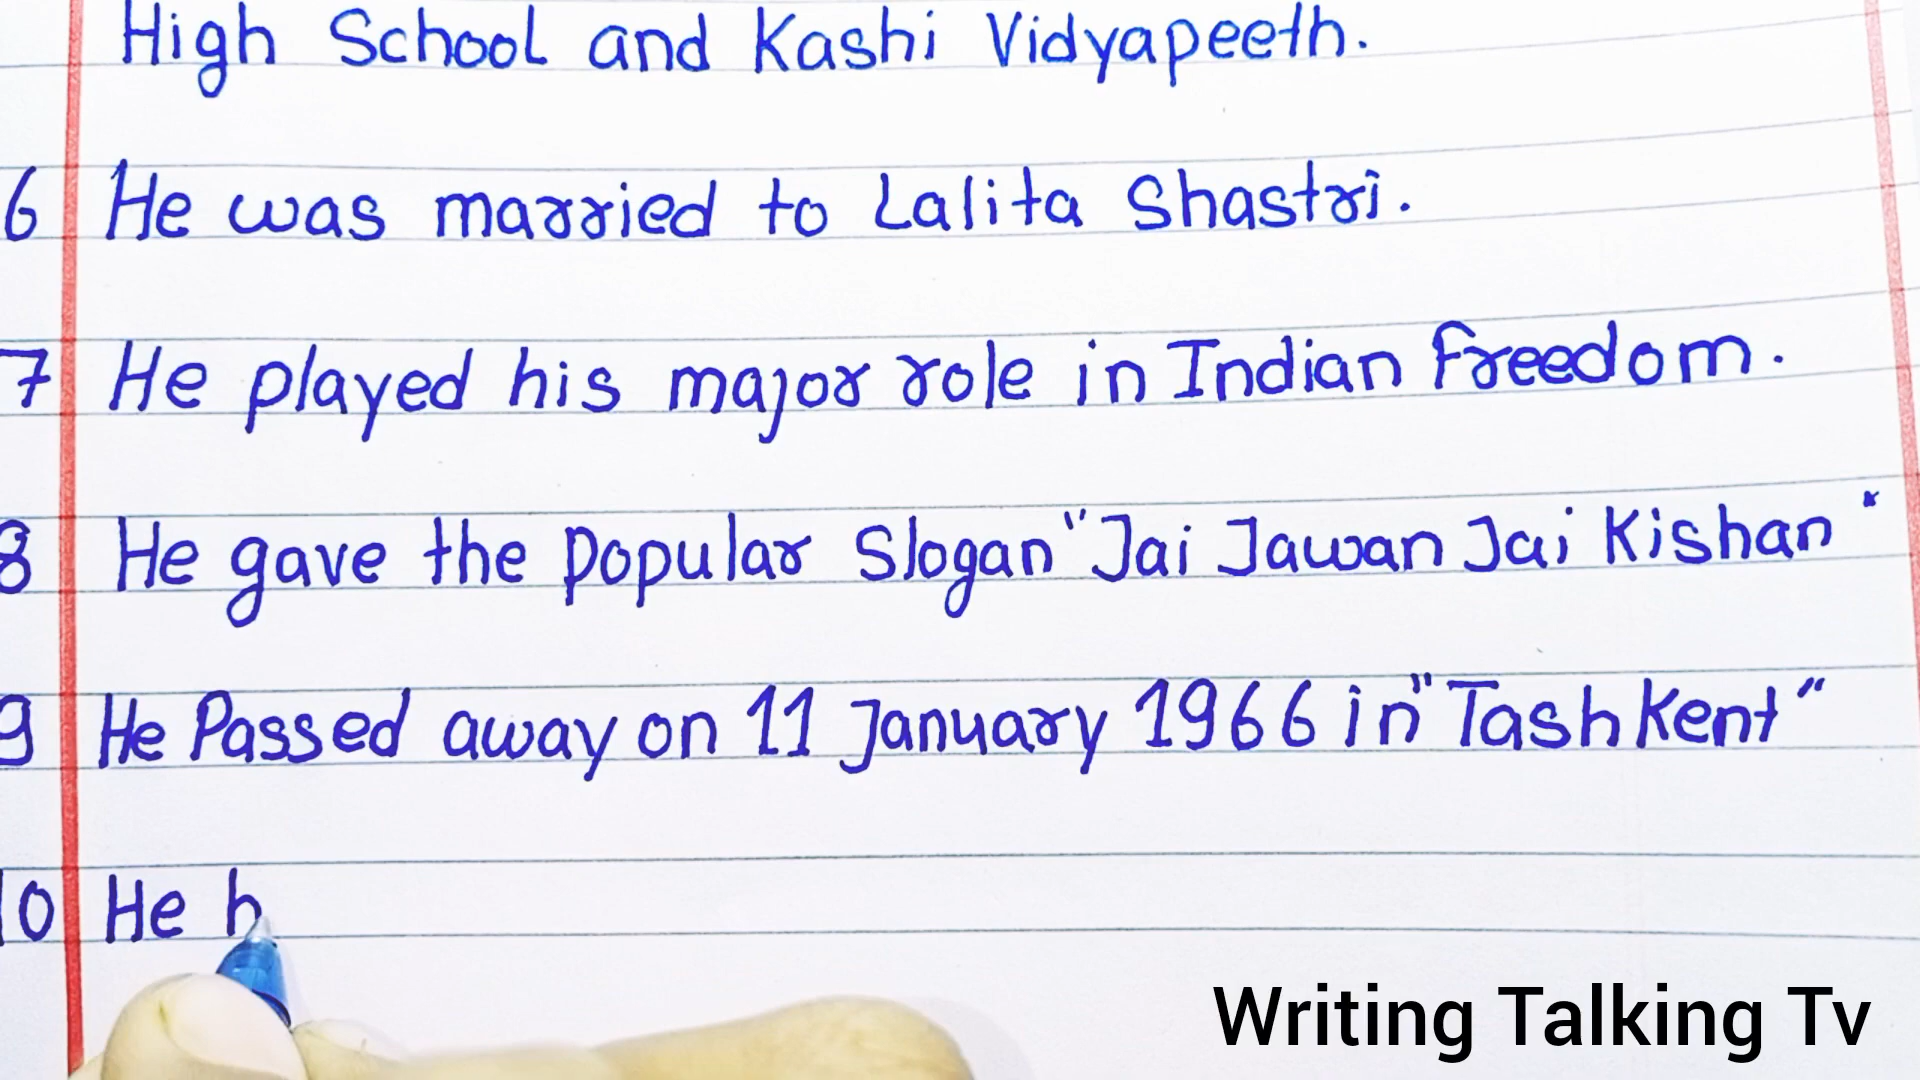 High School and Kashi Vidyapeeth.
6 He was married to Lalita Shastri.
7 He played his major role in Indian Freedom.
8 He gave the Popular Slogan "Jai Jawan Jai Kishan"
9 He Passed away on 11 January 1966 in "Tashkent"
10 He h
Writing Talking Tv